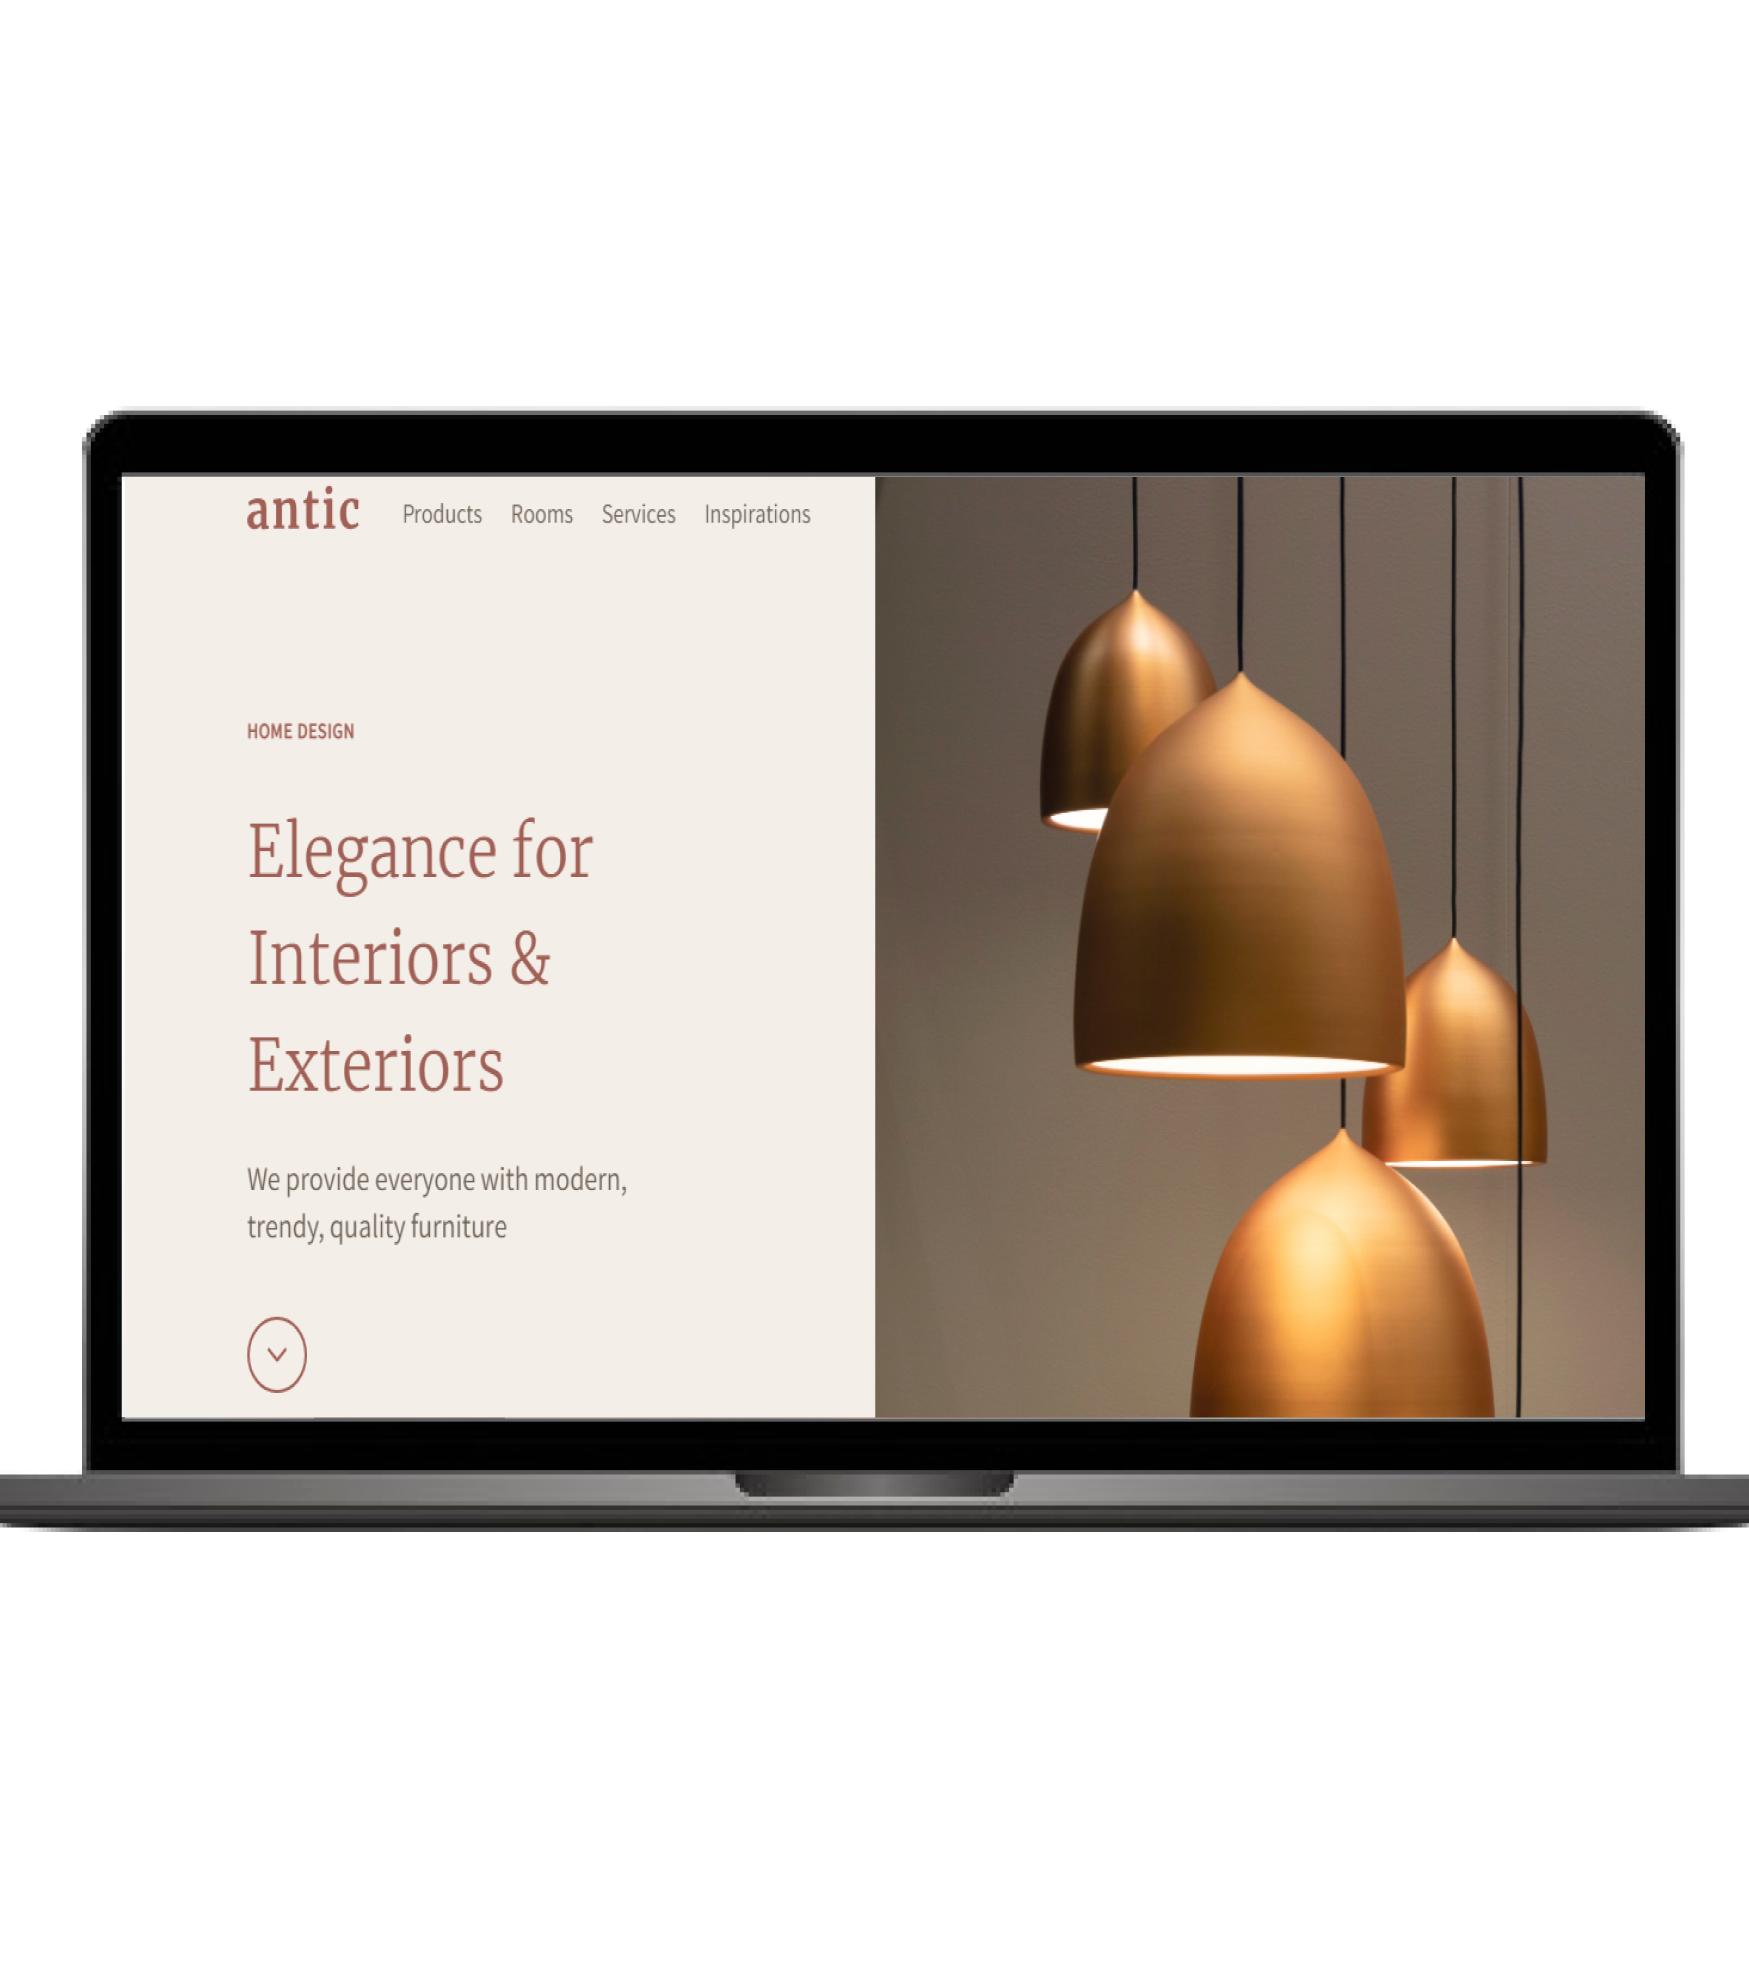 antic Products Rooms Services Inspirations
HOME DESIGN
Elegance for
Interiors &
Exteriors
We provide everyone with modern,
trendy, quality furniture